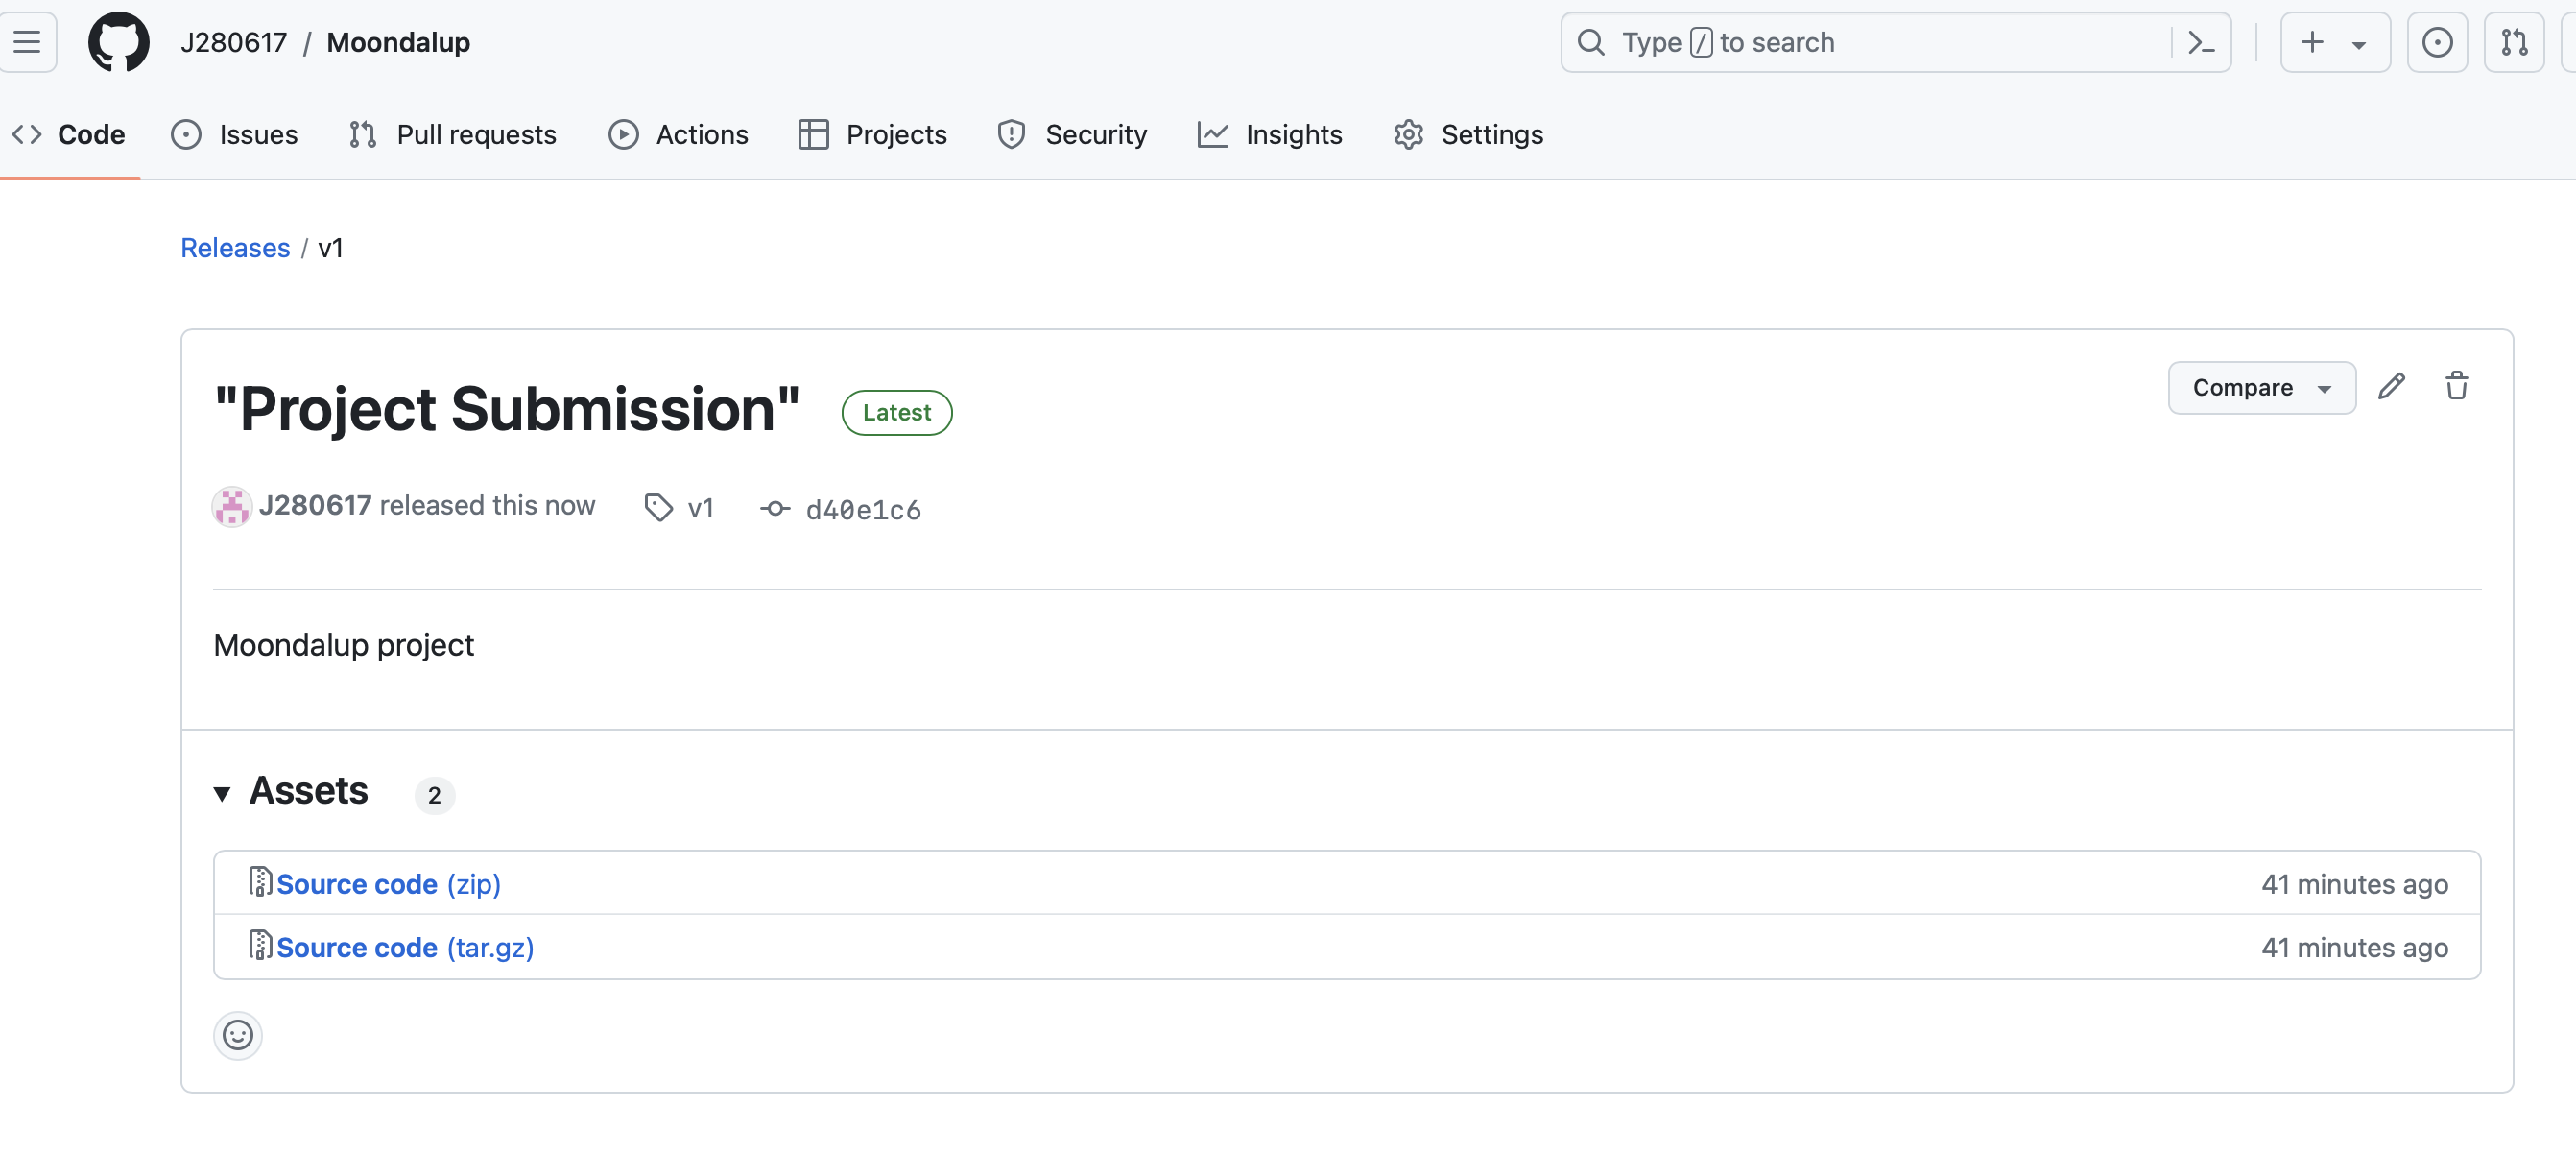 J280617 / Moondalup
Type / to search
Code Issues Pull requests Actions Projects Security Insights Settings
Releases / v1
"Project Submission" Latest
Compare
J280617 released this now v1 d40e1c6
Moondalup project
Assets 2
Source code (zip) 41 minutes ago
Source code (tar.gz) 41 minutes ago